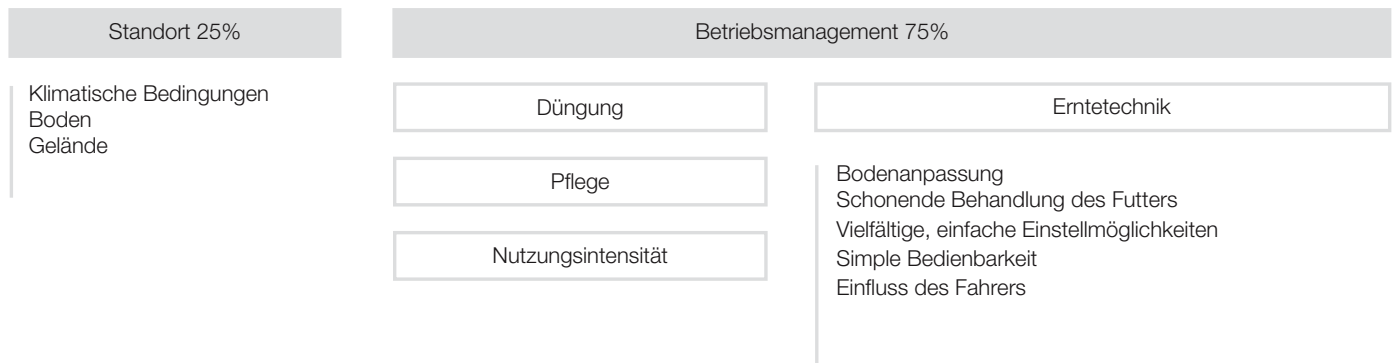 Standort 25%
Klimatische Bedingungen
Boden
Gelände
Betriebsmanagement 75%
Düngung
Pflege
Nutzungsintensität
Erntetechnik
Bodenanpassung
Schonende Behandlung des Futters
Vielfältige, einfache Einstellmöglichkeiten
Simple Bedienbarkeit
Einfluss des Fahrers